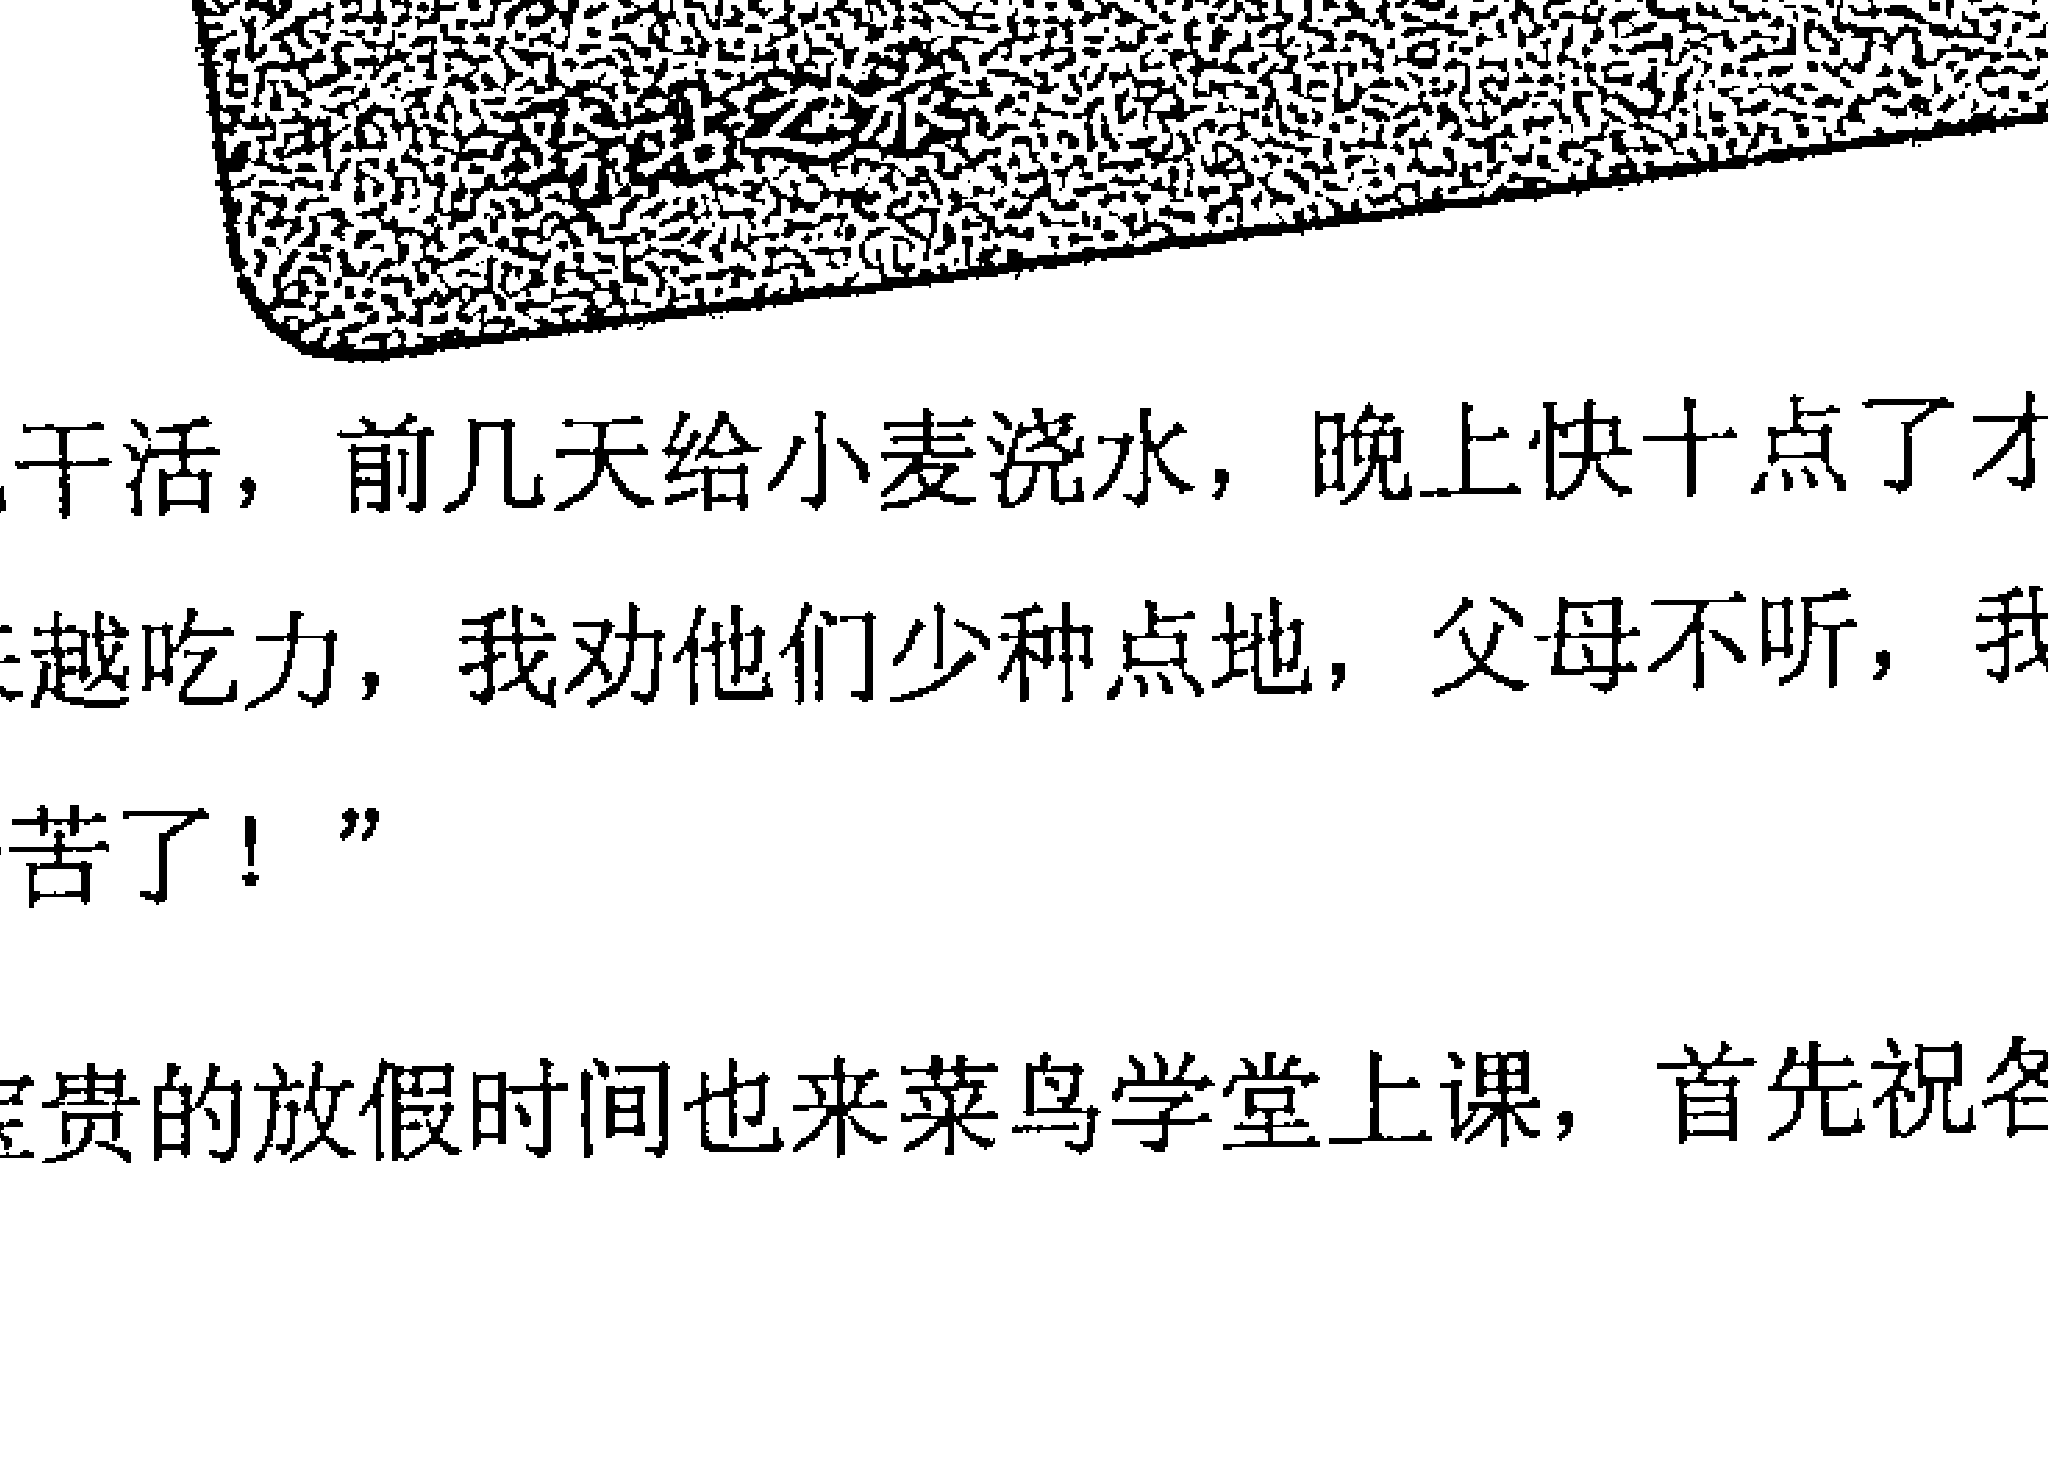 干活，前几天给小麦浇水，晚上快十点了才
越吃力，我劝他们少种点地，父母不听，我
苦了！”
贵的放假时间也来菜鸟学堂上课，首先祝各